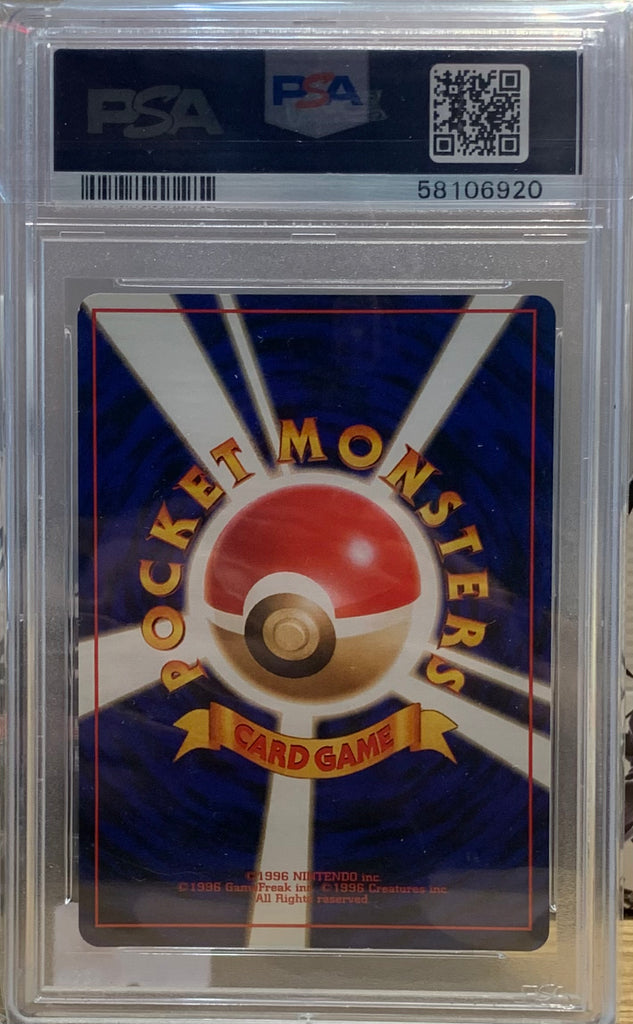 PSA
PSA
58106920
POCKET MONSTERS
CARD GAME
©1996 NINTENDO inc.
©1996 GameFreak inc. ©1996 Creatures inc.
All Rights reserved
PSA